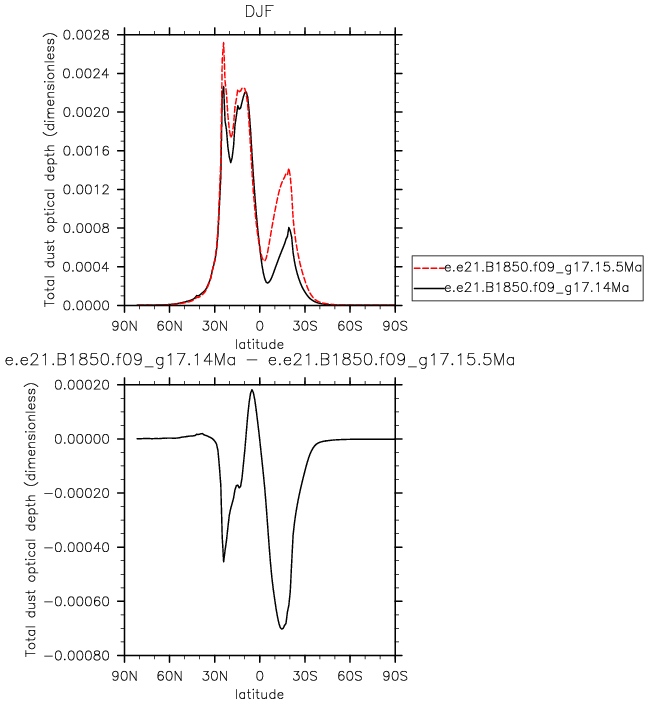 DJF
Total dust optical depth (dimensionless)
0.0028
0.0024
0.0020
0.0016
0.0012
0.0008
0.0004
0.0000
90N 60N 30N 0 30S 60S 90S
latitude
e.e21.B1850.f09_g17.15.5Ma
e.e21.B1850.f09_g17.14Ma
e.e21.B1850.f09_g17.14Ma − e.e21.B1850.f09_g17.15.5Ma
Total dust optical depth (dimensionless)
0.00020
0.00000
−0.00020
−0.00040
−0.00060
−0.00080
90N 60N 30N 0 30S 60S 90S
latitude